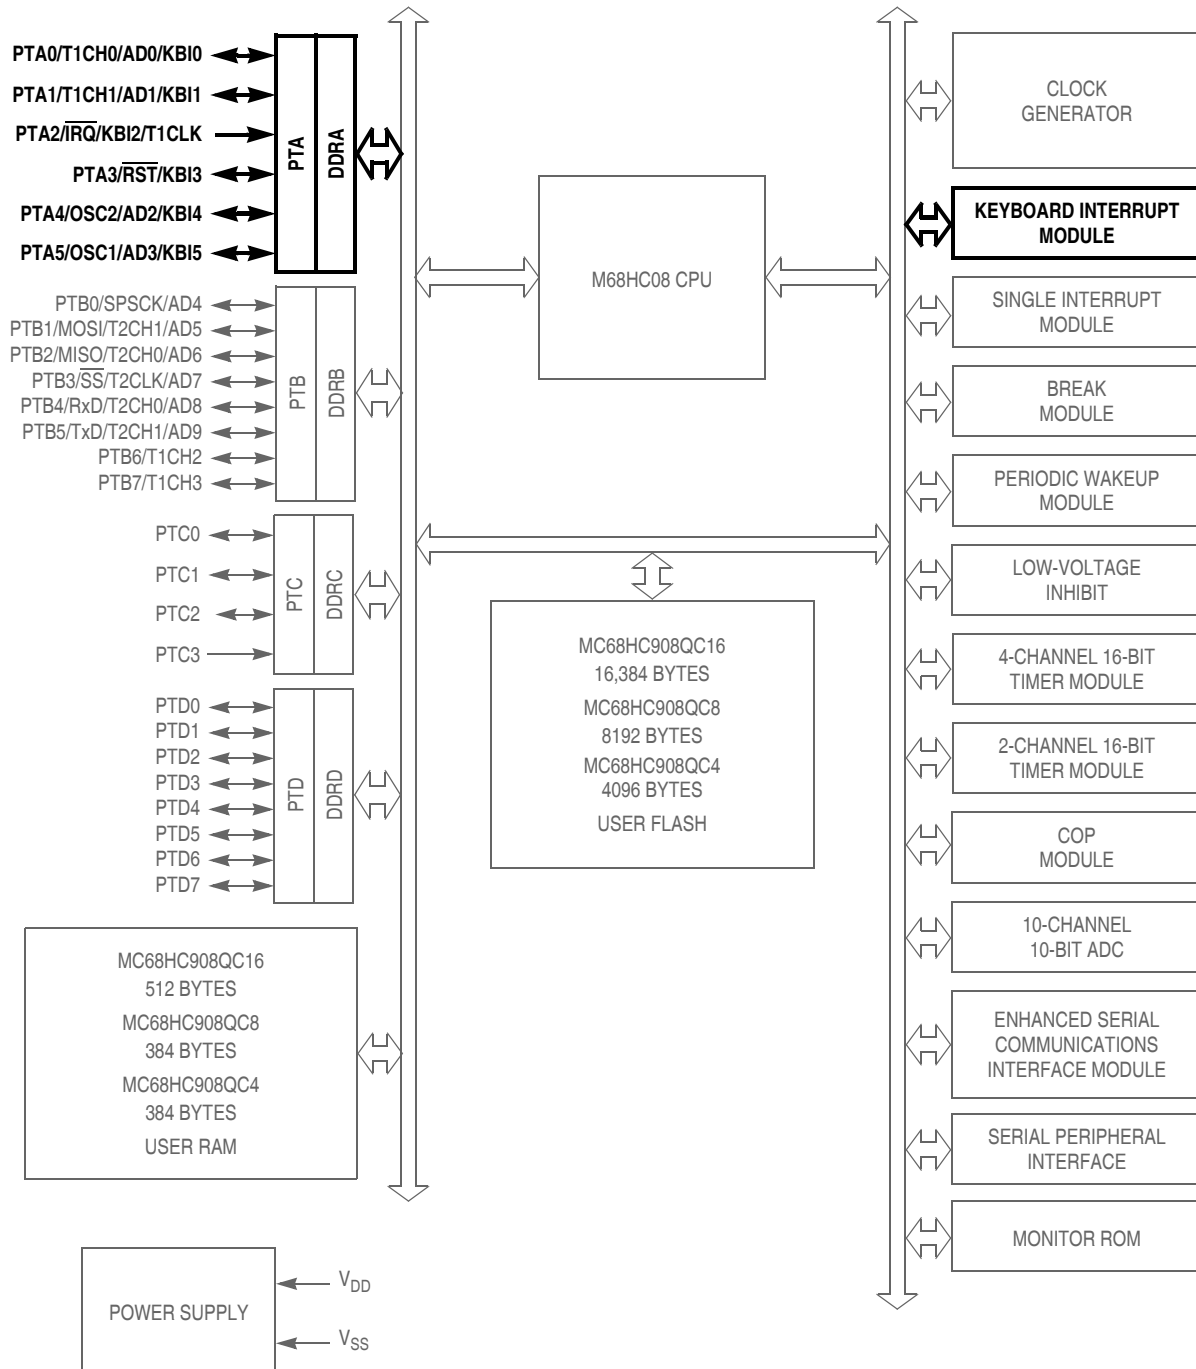 PTA0/T1CH0/AD0/KBI0
PTA1/T1CH1/AD1/KBI1
PTA2/IRQ/KBI2/T1CLK
PTA3/RST/KBI3
PTA4/OSC2/AD2/KBI4
PTA5/OSC1/AD3/KBI5
PTA
DDRA
PTB0/SPSCK/AD4
PTB1/MOSI/T2CH1/AD5
PTB2/MISO/T2CH0/AD6
PTB3/SS/T2CLK/AD7
PTB4/RxD/T2CH0/AD8
PTB5/TxD/T2CH1/AD9
PTB6/T1CH2
PTB7/T1CH3
PTB
DDRB
PTC0
PTC1
PTC2
PTC3
PTC
DDRC
PTD0
PTD1
PTD2
PTD3
PTD4
PTD5
PTD6
PTD7
PTD
DDRD
MC68HC908QC16
512 BYTES
MC68HC908QC8
384 BYTES
MC68HC908QC4
384 BYTES
USER RAM
POWER SUPPLY
VDD
VSS
M68HC08 CPU
MC68HC908QC16
16,384 BYTES
MC68HC908QC8
8192 BYTES
MC68HC908QC4
4096 BYTES
USER FLASH
CLOCK
GENERATOR
KEYBOARD INTERRUPT
MODULE
SINGLE INTERRUPT
MODULE
BREAK
MODULE
PERIODIC WAKEUP
MODULE
LOW-VOLTAGE
INHIBIT
4-CHANNEL 16-BIT
TIMER MODULE
2-CHANNEL 16-BIT
TIMER MODULE
COP
MODULE
10-CHANNEL
10-BIT ADC
ENHANCED SERIAL
COMMUNICATIONS
INTERFACE MODULE
SERIAL PERIPHERAL
INTERFACE
MONITOR ROM